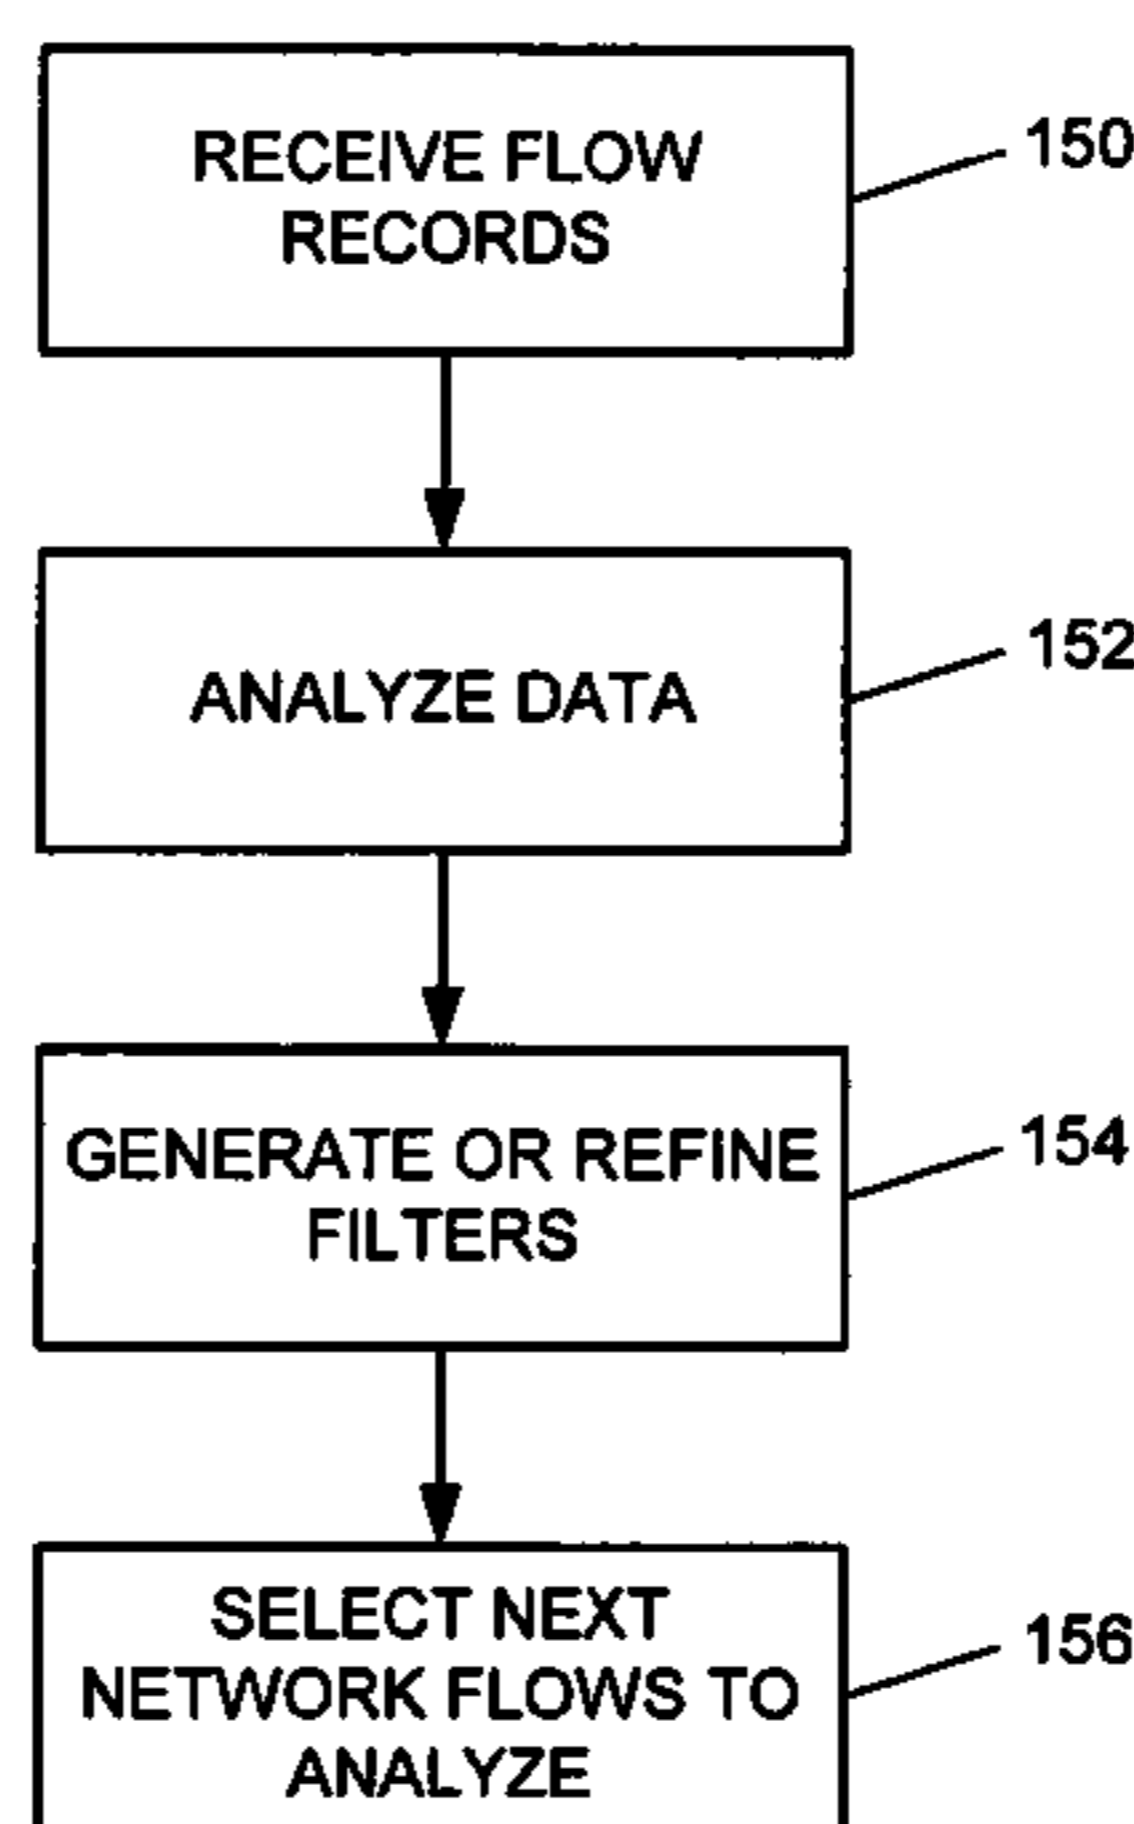 RECEIVE FLOW
RECORDS
150
ANALYZE DATA
152
GENERATE OR REFINE
FILTERS
154
SELECT NEXT
NETWORK FLOWS TO
ANALYZE
156